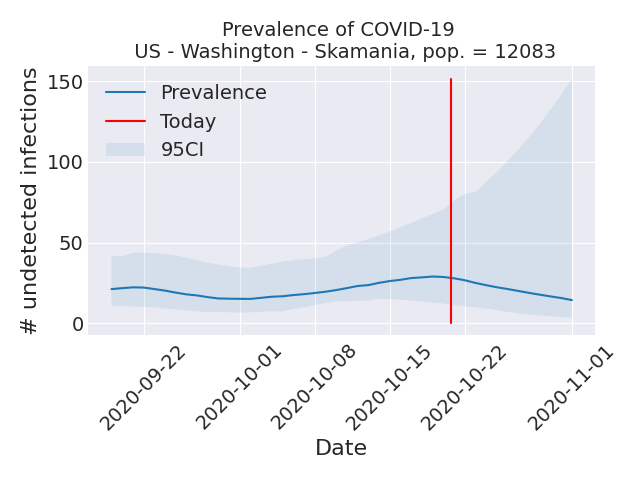 Prevalence of COVID-19
US - Washington - Skamania, pop. = 12083
# undetected infections
150
100
50
0
Prevalence
Today
95CI
2020-09-22
2020-10-01
2020-10-08
2020-10-15
2020-10-22
2020-11-01
Date